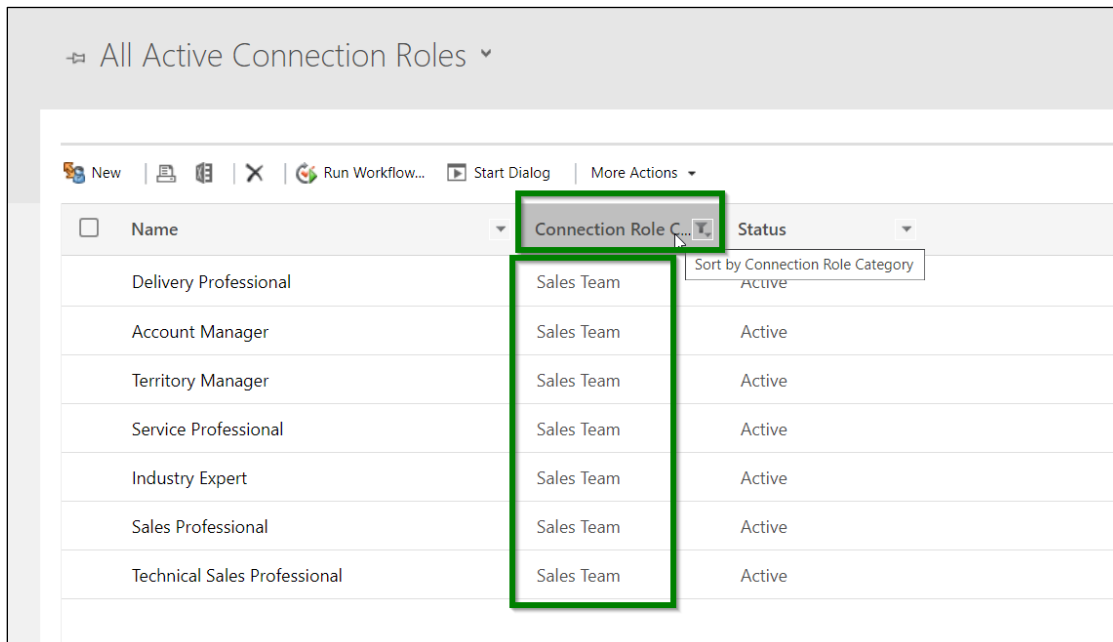 All Active Connection Roles
New Run Workflow... Start Dialog More Actions
Name Connection Role C... Status
Sort by Connection Role Category
Delivery Professional Sales Team Active
Account Manager Sales Team Active
Territory Manager Sales Team Active
Service Professional Sales Team Active
Industry Expert Sales Team Active
Sales Professional Sales Team Active
Technical Sales Professional Sales Team Active